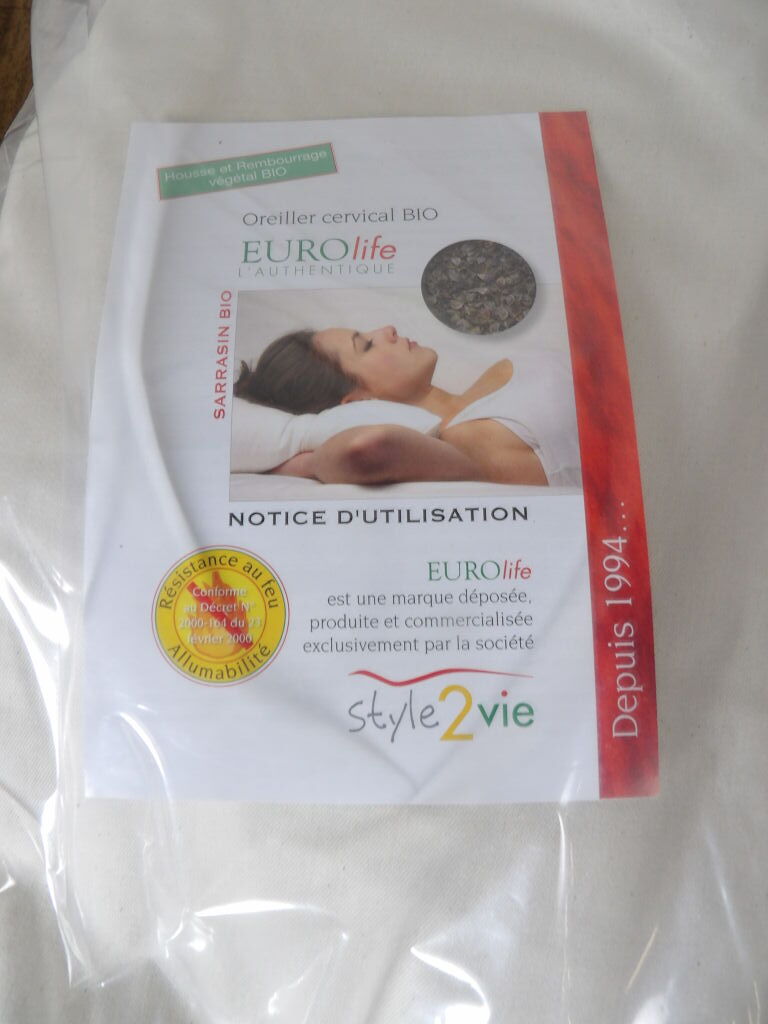 Housse et Rembourrage
végétal BIO
Oreiller cervical BIO
EUROlife
L'AUTHENTIQUE
SARRASIN BIO
NOTICE D'UTILISATION
Résistance au feu
Conforme
au Décret N°
2000-164 du 23
février 2000
Allumabilité
EUROlife
est une marque déposée,
produite et commercialisée
exclusivement par la société
style2vie
Depuis 1994...